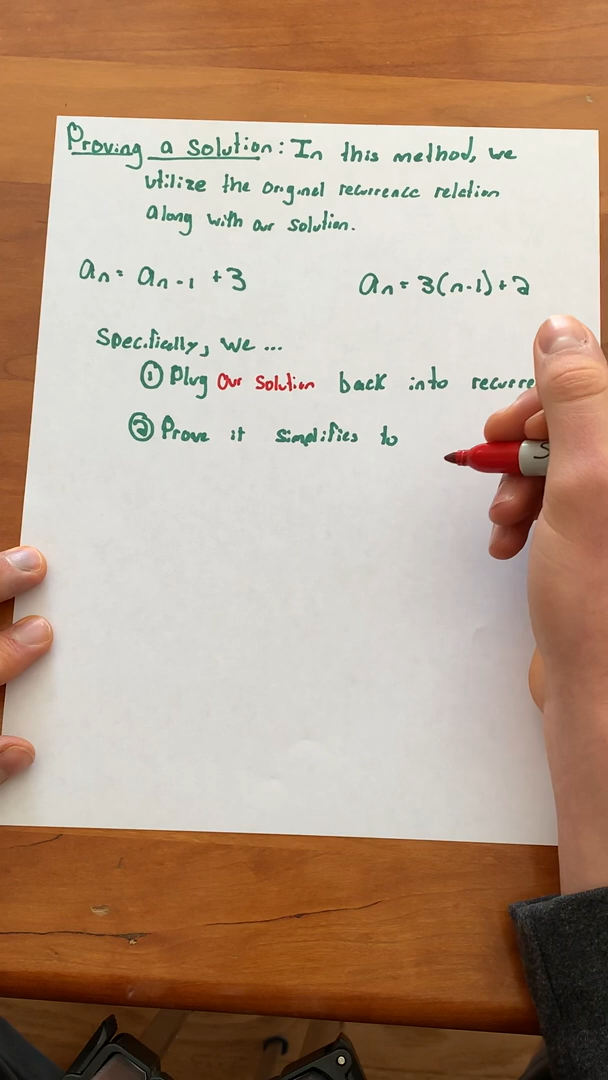 Proving a Solution: In this method, we
utilize the original recurrence relation
along with our solution.
an = an-1 + 3
an = 3(n-1)+2
Specifically, we ...
① Plug our solution back into recurre
② Prove it simplifies to
S